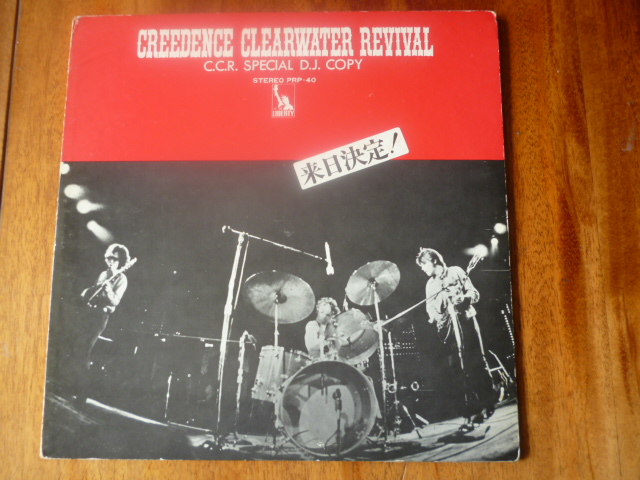 CREEDENCE CLEARWATER REVIVAL
C.C.R. SPECIAL D.J. COPY
STEREO PRP-40
LIBERTY
来日決定!